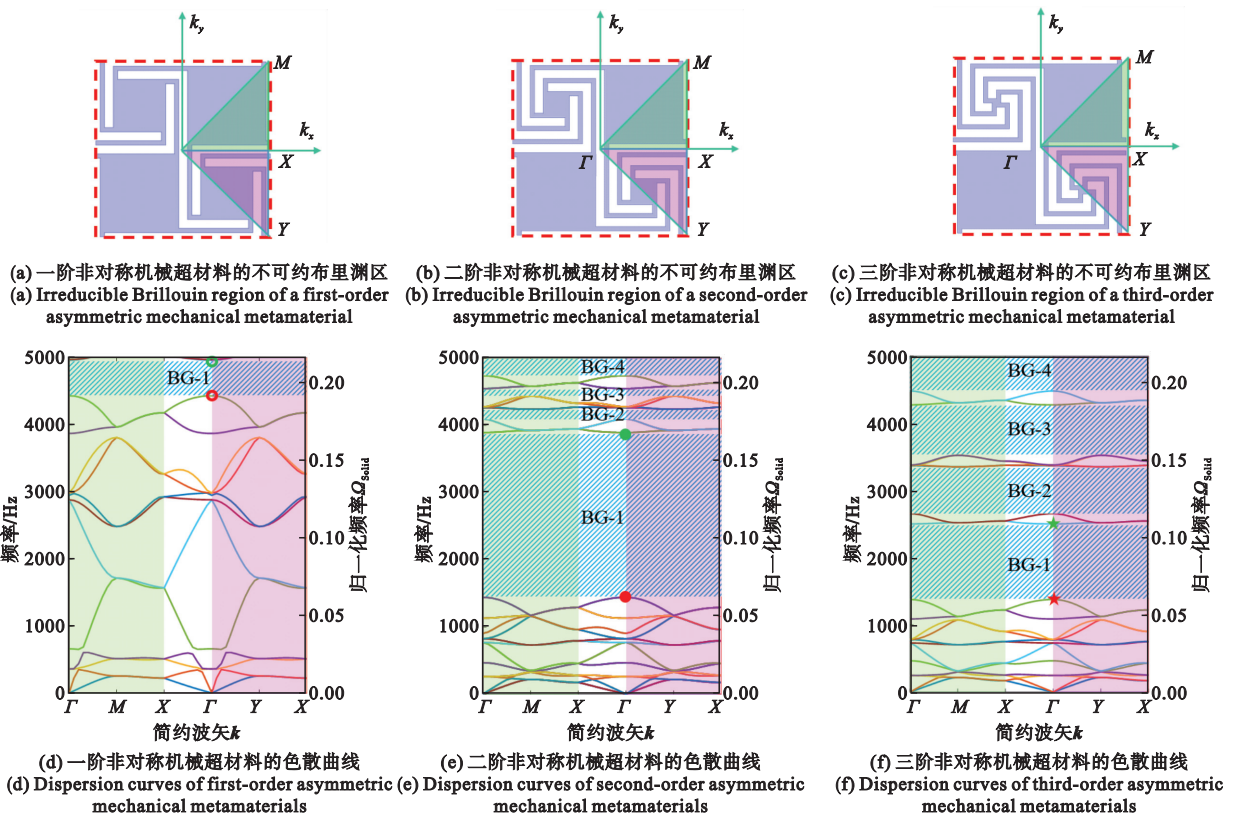 k_y
M
k_x
X
Y
k_y
M
k_x
Γ
X
Y
k_y
M
k_x
Γ
X
Y
(a) 一阶非对称机械超材料的不可约布里渊区
(a) Irreducible Brillouin region of a first-order
asymmetric mechanical metamaterial
(b) 二阶非对称机械超材料的不可约布里渊区
(b) Irreducible Brillouin region of a second-order
asymmetric mechanical metamaterial
(c) 三阶非对称机械超材料的不可约布里渊区
(c) Irreducible Brillouin region of a third-order
asymmetric mechanical metamaterial
5000
4000
3000
2000
1000
0
频率/Hz
BG-1
0.20
0.15
0.10
0.05
0.00
归一化频率Ω_Solid
Γ M X Γ Y X
简约波矢k
(d) 一阶非对称机械超材料的色散曲线
(d) Dispersion curves of first-order asymmetric
mechanical metamaterials
5000
4000
3000
2000
1000
0
频率/Hz
BG-4
BG-3
BG-2
BG-1
0.20
0.15
0.10
0.05
0.00
归一化频率Ω_Solid
Γ M X Γ Y X
简约波矢k
(e) 二阶非对称机械超材料的色散曲线
(e) Dispersion curves of second-order asymmetric
mechanical metamaterials
5000
4000
3000
2000
1000
0
频率/Hz
BG-4
BG-3
BG-2
BG-1
0.20
0.15
0.10
0.05
0.00
归一化频率Ω_Solid
Γ M X Γ Y X
简约波矢k
(f) 三阶非对称机械超材料的色散曲线
(f) Dispersion curves of third-order asymmetric
mechanical metamaterials